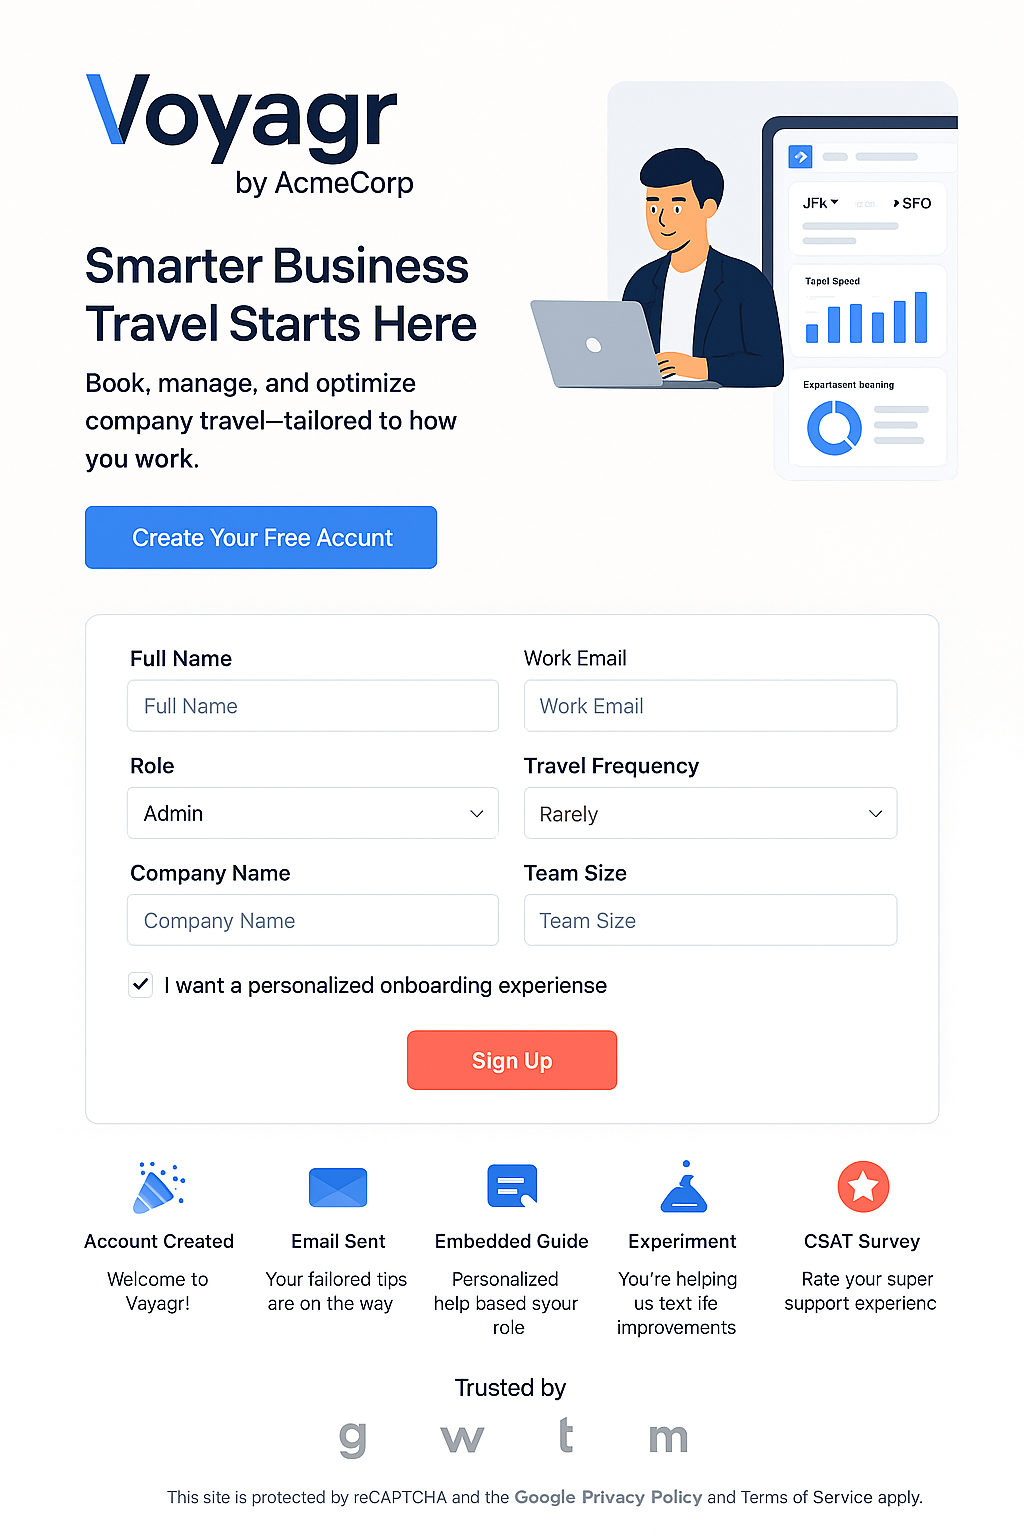 Voyagr
by AcmeCorp
Smarter Business
Travel Starts Here
Book, manage, and optimize
company travel—tailored to how
you work.
Create Your Free Accunt
JFk
SFO
Tapel Speed
Expartasent beaning
Full Name
Work Email
Full Name
Work Email
Role
Travel Frequency
Admin
Rarely
Company Name
Team Size
Company Name
Team Size
I want a personalized onboarding experiense
Sign Up
Account Created
Email Sent
Embedded Guide
Experirment
CSAT Survey
Welcome to
Vayagr!
Your failored tips
are on the way
Personalized
help based syour
role
You're helping
us text ife
improvements
Rate your super
support experienc
Trusted by
g w t m
This site is protected by reCAPTCHA and the Google Privacy Policy and Terms of Service apply.